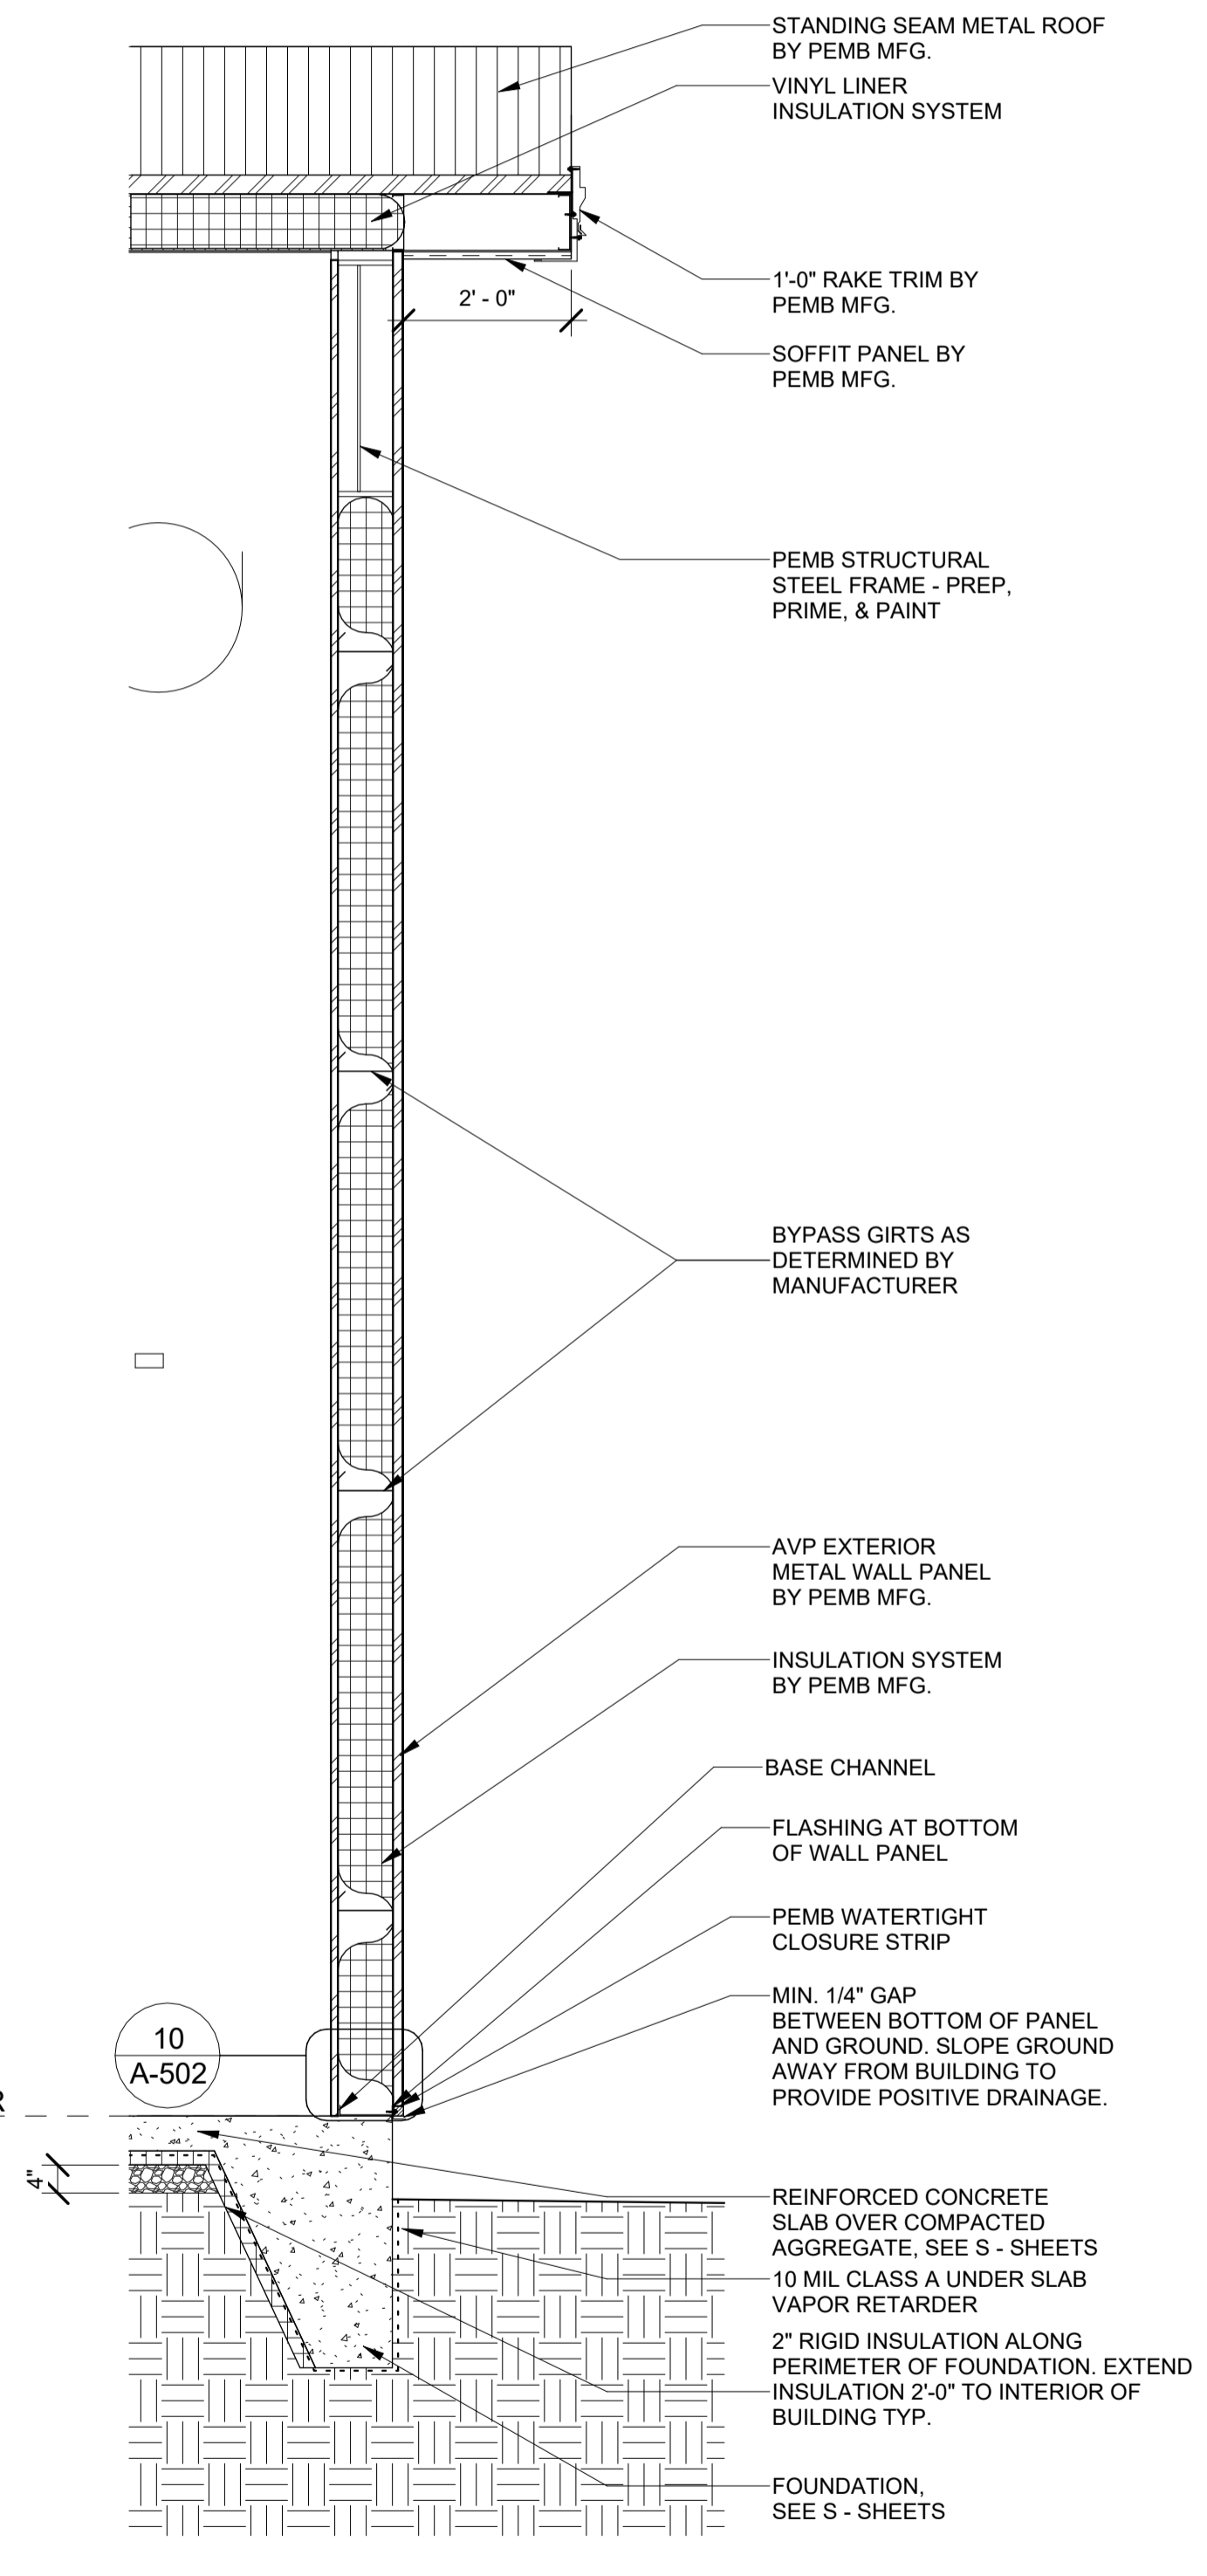 STANDING SEAM METAL ROOF
BY PEMB MFG.
VINYL LINER
INSULATION SYSTEM
1'-0" RAKE TRIM BY
PEMB MFG.
2' - 0"
SOFFIT PANEL BY
PEMB MFG.
PEMB STRUCTURAL
STEEL FRAME - PREP,
PRIME, & PAINT
BYPASS GIRTS AS
DETERMINED BY
MANUFACTURER
AVP EXTERIOR
METAL WALL PANEL
BY PEMB MFG.
INSULATION SYSTEM
BY PEMB MFG.
BASE CHANNEL
FLASHING AT BOTTOM
OF WALL PANEL
PEMB WATERTIGHT
CLOSURE STRIP
MIN. 1/4" GAP
BETWEEN BOTTOM OF PANEL
AND GROUND. SLOPE GROUND
AWAY FROM BUILDING TO
PROVIDE POSITIVE DRAINAGE.
10
A-502
R
4"
REINFORCED CONCRETE
SLAB OVER COMPACTED
AGGREGATE, SEE S - SHEETS
10 MIL CLASS A UNDER SLAB
VAPOR RETARDER
2" RIGID INSULATION ALONG
PERIMETER OF FOUNDATION. EXTEND
INSULATION 2'-0" TO INTERIOR OF
BUILDING TYP.
FOUNDATION,
SEE S - SHEETS